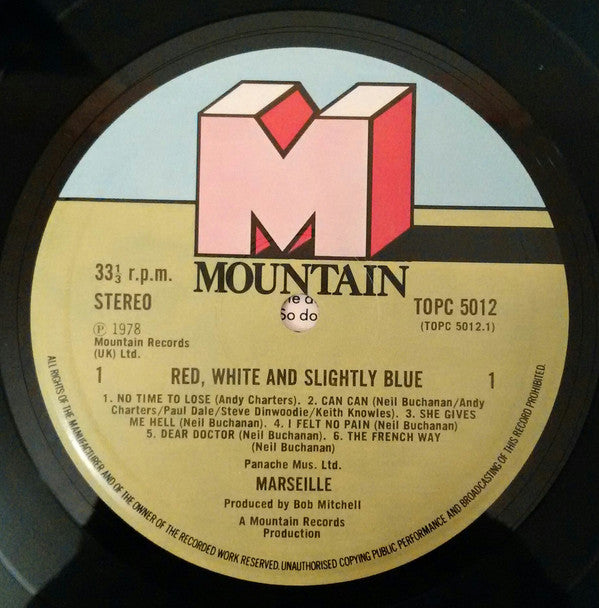 M
MOUNTAIN
33⅓ r.p.m.
STEREO
TOPC 5012
(TOPC 5012.1)
℗ 1978
Mountain Records
(UK) Ltd.
So do
1 RED, WHITE AND SLIGHTLY BLUE 1
1. NO TIME TO LOSE (Andy Charters). 2. CAN CAN (Neil Buchanan/Andy
Charters/Paul Dale/Steve Dinwoodie/Keith Knowles). 3. SHE GIVES
ME HELL (Neil Buchanan). 4. I FELT NO PAIN (Neil Buchanan)
5. DEAR DOCTOR (Neil Buchanan). 6. THE FRENCH WAY
(Neil Buchanan)
Panache Mus. Ltd.
MARSEILLE
Produced by Bob Mitchell
A Mountain Records
Production
ALL RIGHTS OF THE MANUFACTURER AND OF THE OWNER OF THE RECORDED WORK RESERVED. UNAUTHORISED COPYING PUBLIC PERFORMANCE AND BROADCASTING OF THIS RECORD PROHIBITED.